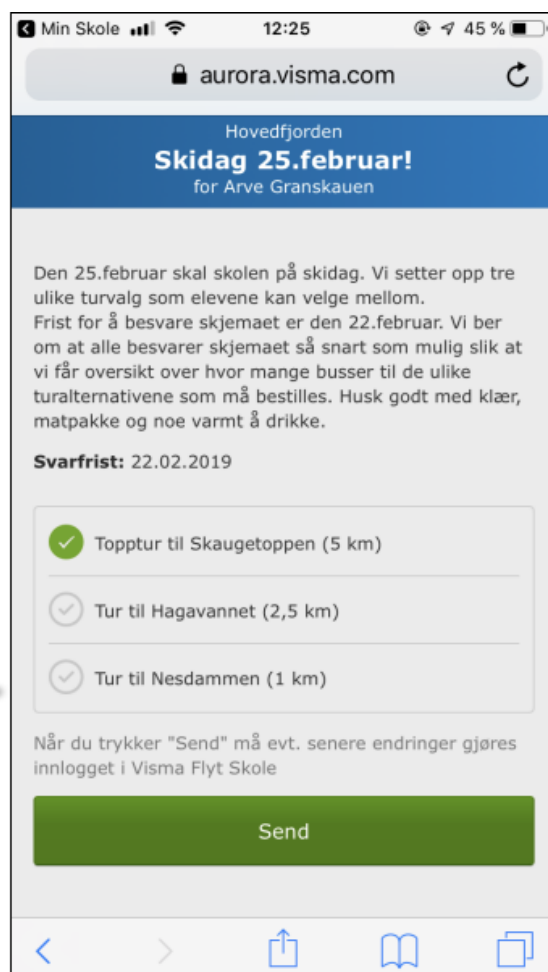 Min Skole 12:25 45 %
aurora.visma.com
Hovedfjorden
Skidag 25.februar!
for Arve Granskauen
Den 25.februar skal skolen på skidag. Vi setter opp tre
ulike turvalg som elevene kan velge mellom.
Frist for å besvare skjemaet er den 22.februar. Vi ber
om at alle besvarer skjemaet så snart som mulig slik at
vi får oversikt over hvor mange busser til de ulike
turalternativene som må bestilles. Husk godt med klær,
matpakke og noe varmt å drikke.
Svarfrist: 22.02.2019
Topptur til Skaugetoppen (5 km)
Tur til Hagavannet (2,5 km)
Tur til Nesdammen (1 km)
Når du trykker "Send" må evt. senere endringer gjøres
innlogget i Visma Flyt Skole
Send